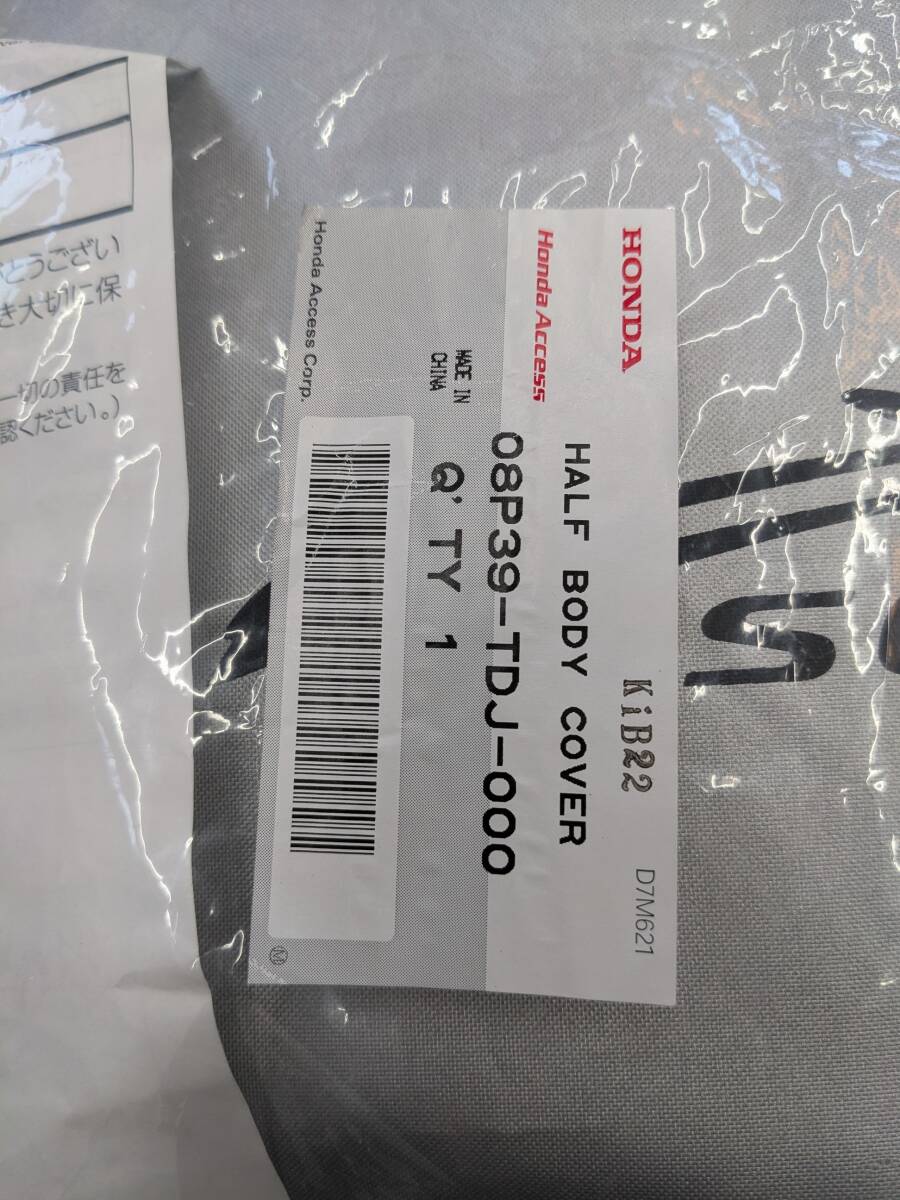 HONDA
KiB22
D7M621
Honda Access
HALF BODY COVER
08P39-TDJ-000
MADE IN
CHINA
Q'TY 1
Honda Access Corp.
M
とうござい
き大切に保
一切の責任を
認ください。)
S